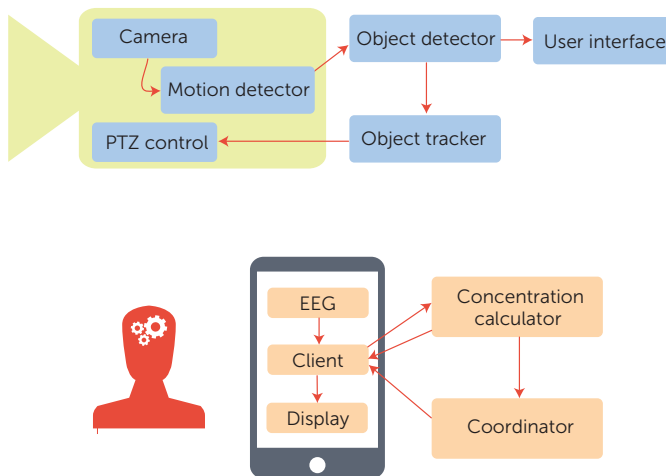 Camera
Motion detector
PTZ control
Object detector
User interface
Object tracker
EEG
Client
Display
Concentration
calculator
Coordinator